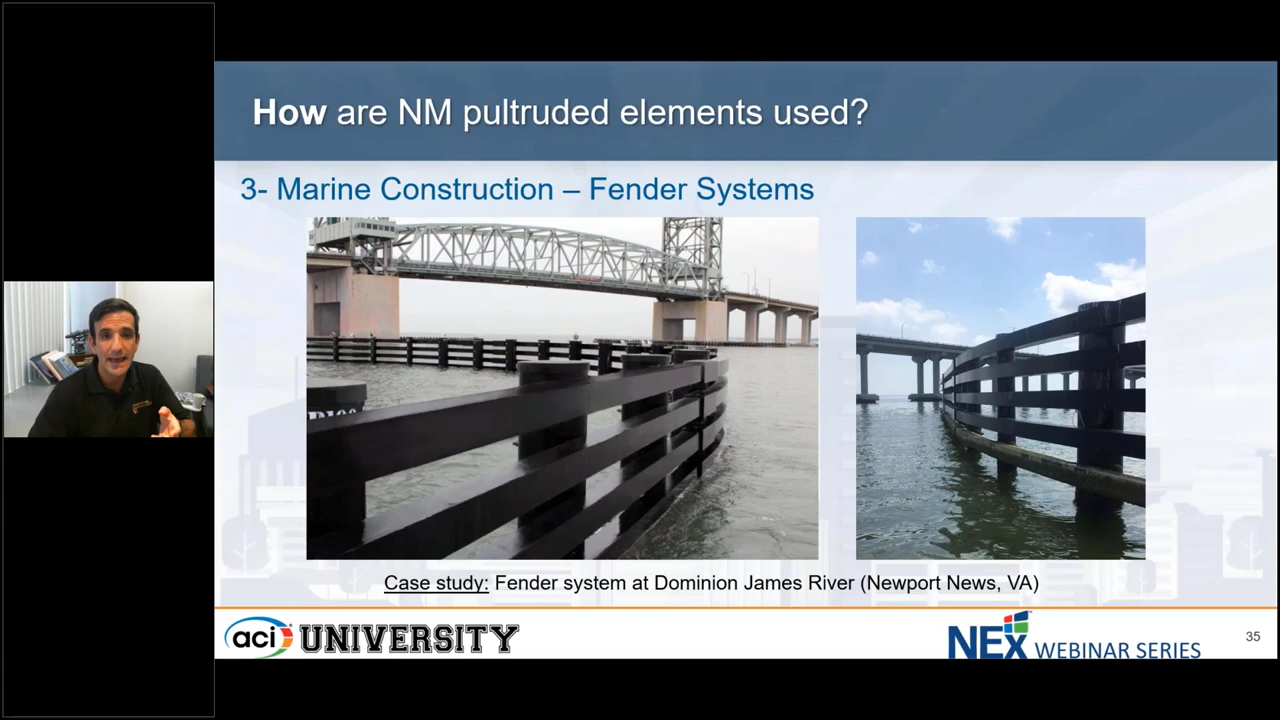 How are NM pultruded elements used?
3- Marine Construction – Fender Systems
Case study: Fender system at Dominion James River (Newport News, VA)
aci UNIVERSITY
NEx WEBINAR SERIES
35